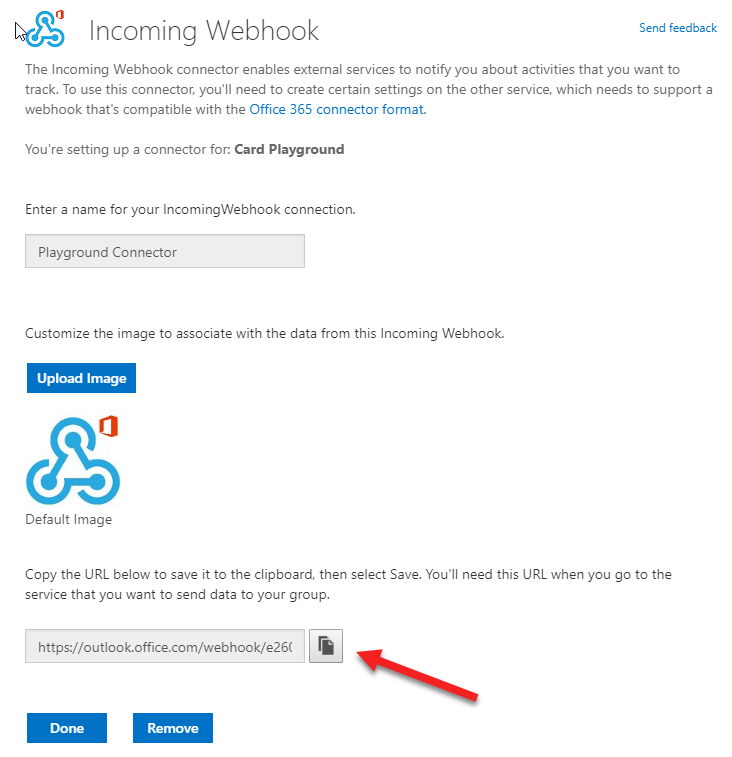 Incoming Webhook
Send feedback
The Incoming Webhook connector enables external services to notify you about activities that you want to
track. To use this connector, you'll need to create certain settings on the other service, which needs to support a
webhook that's compatible with the Office 365 connector format.
You're setting up a connector for: Card Playground
Enter a name for your IncomingWebhook connection.
Playground Connector
Customize the image to associate with the data from this Incoming Webhook.
Upload Image
Default Image
Copy the URL below to save it to the clipboard, then select Save. You'll need this URL when you go to the
service that you want to send data to your group.
https://outlook.office.com/webhook/e260
Done
Remove